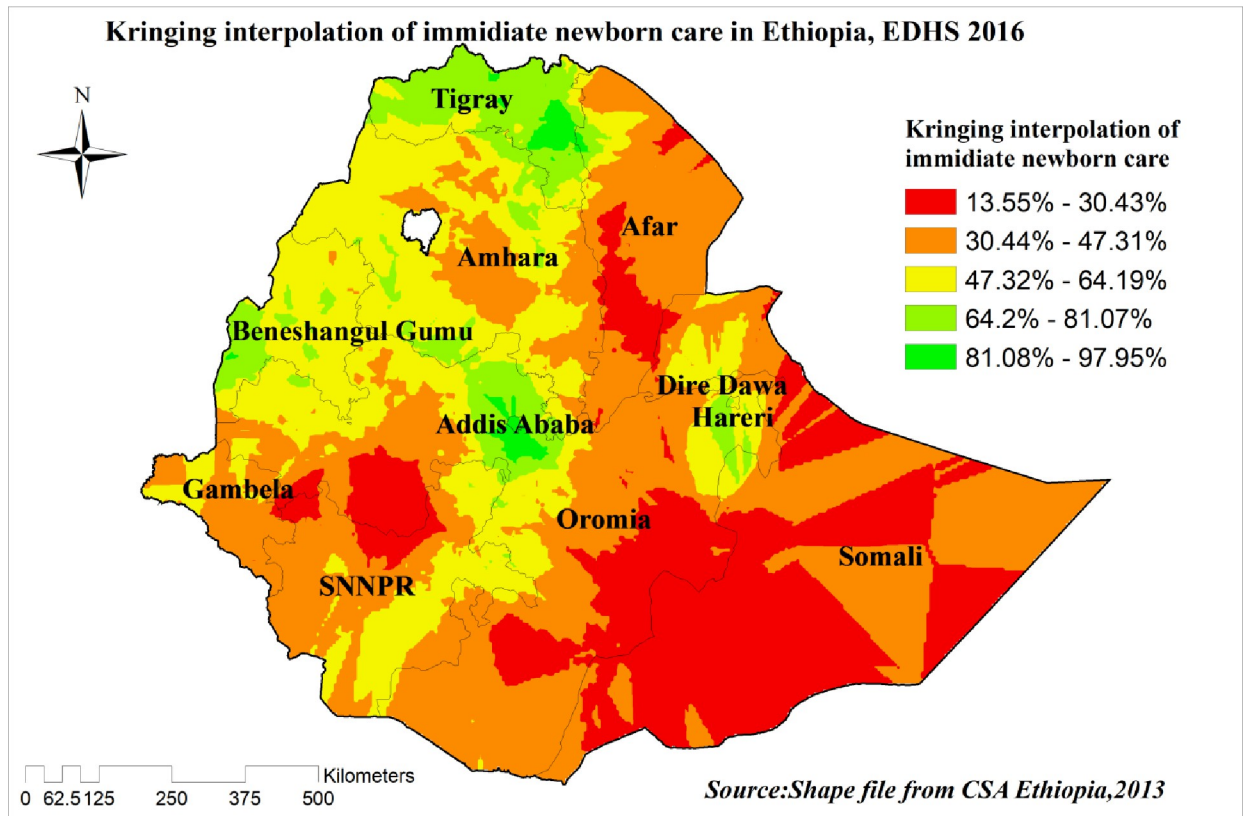 Kringing interpolation of immidiate newborn care in Ethiopia, EDHS 2016
N
Kringing interpolation of
immidiate newborn care
13.55% - 30.43%
30.44% - 47.31%
47.32% - 64.19%
64.2% - 81.07%
81.08% - 97.95%
Tigray
Afar
Amhara
Beneshangul Gumu
Dire Dawa
Hareri
Addis Ababa
Gambela
Oromia
Somali
SNNPR
Kilometers
0 62.5 125 250 375 500
Source:Shape file from CSA Ethiopia,2013